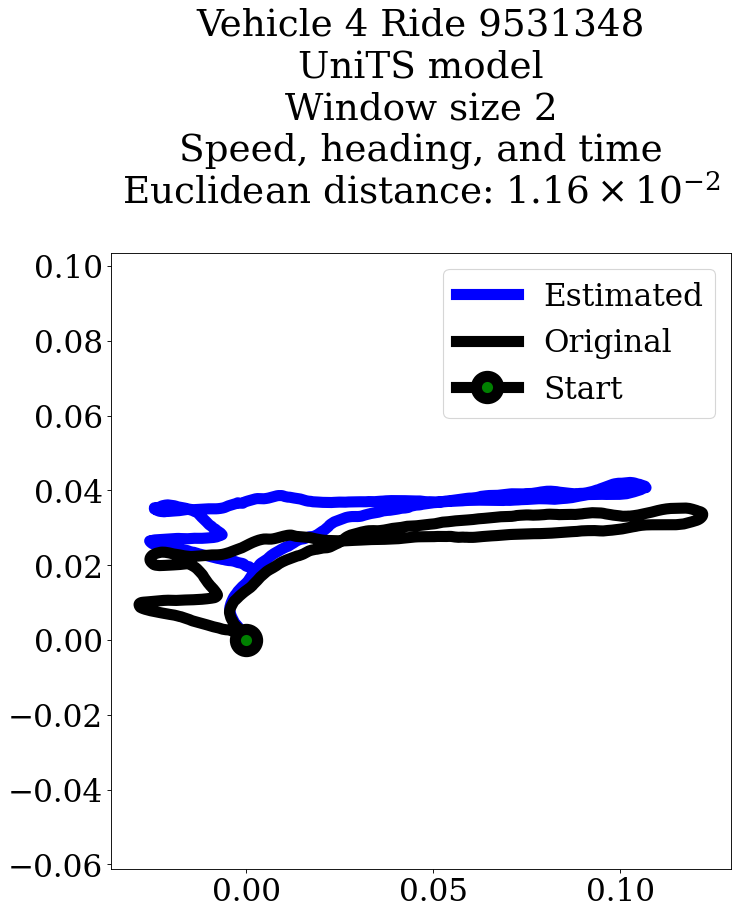 Vehicle 4 Ride 9531348
UniTS model
Window size 2
Speed, heading, and time
Euclidean distance: 1.16 × 10⁻²
Estimated
Original
Start
0.10
0.08
0.06
0.04
0.02
0.00
−0.02
−0.04
−0.06
0.00 0.05 0.10